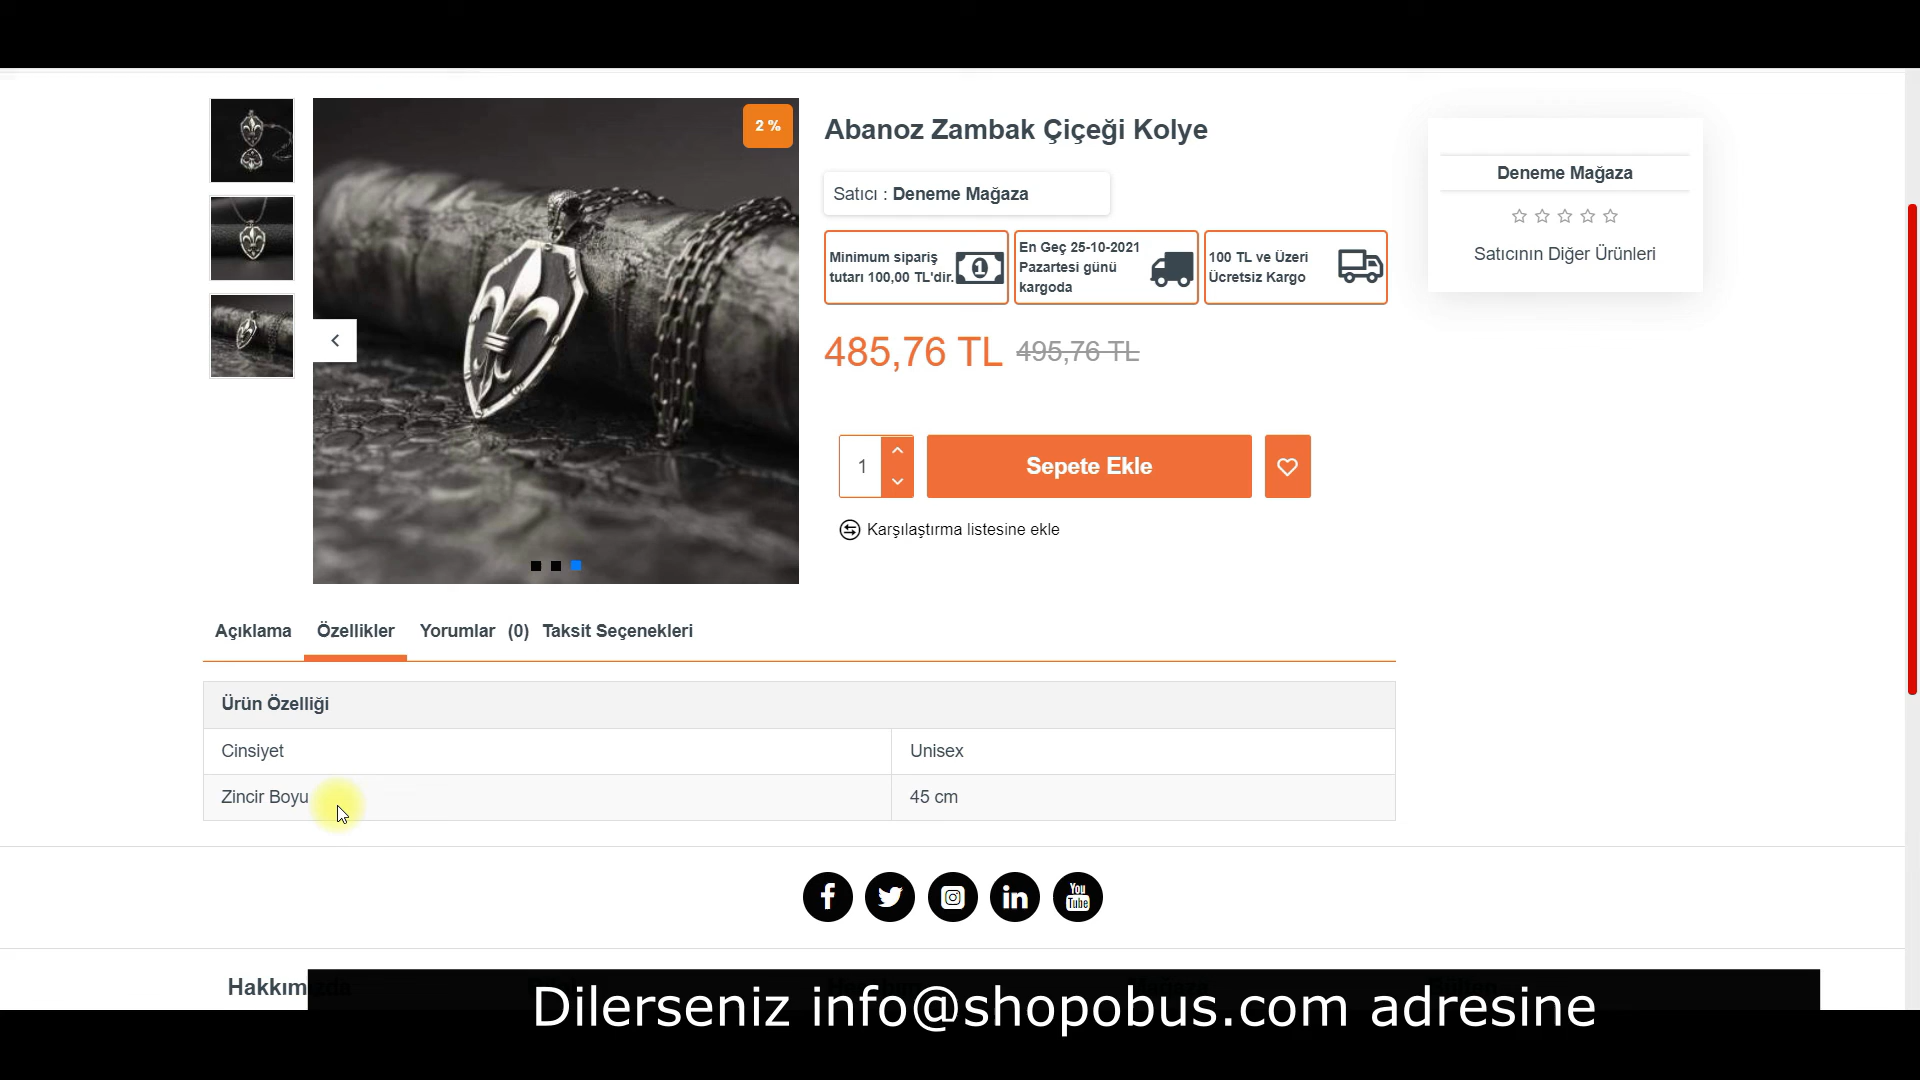 2 %
Abanoz Zambak Çiçeği Kolye
Satıcı : Deneme Mağaza
Minimum sipariş
tutarı 100,00 TL'dir.
En Geç 25-10-2021
Pazartesi günü
kargoda
100 TL ve Üzeri
Ücretsiz Kargo
485,76 TL 495,76 TL
1
Sepete Ekle
Karşılaştırma listesine ekle
Deneme Mağaza
Satıcının Diğer Ürünleri
Açıklama Özellikler Yorumlar (0) Taksit Seçenekleri
Ürün Özelliği
Cinsiyet Unisex
Zincir Boyu 45 cm
You
Tube
Hakkımızda
Dilerseniz info@shopobus.com adresine